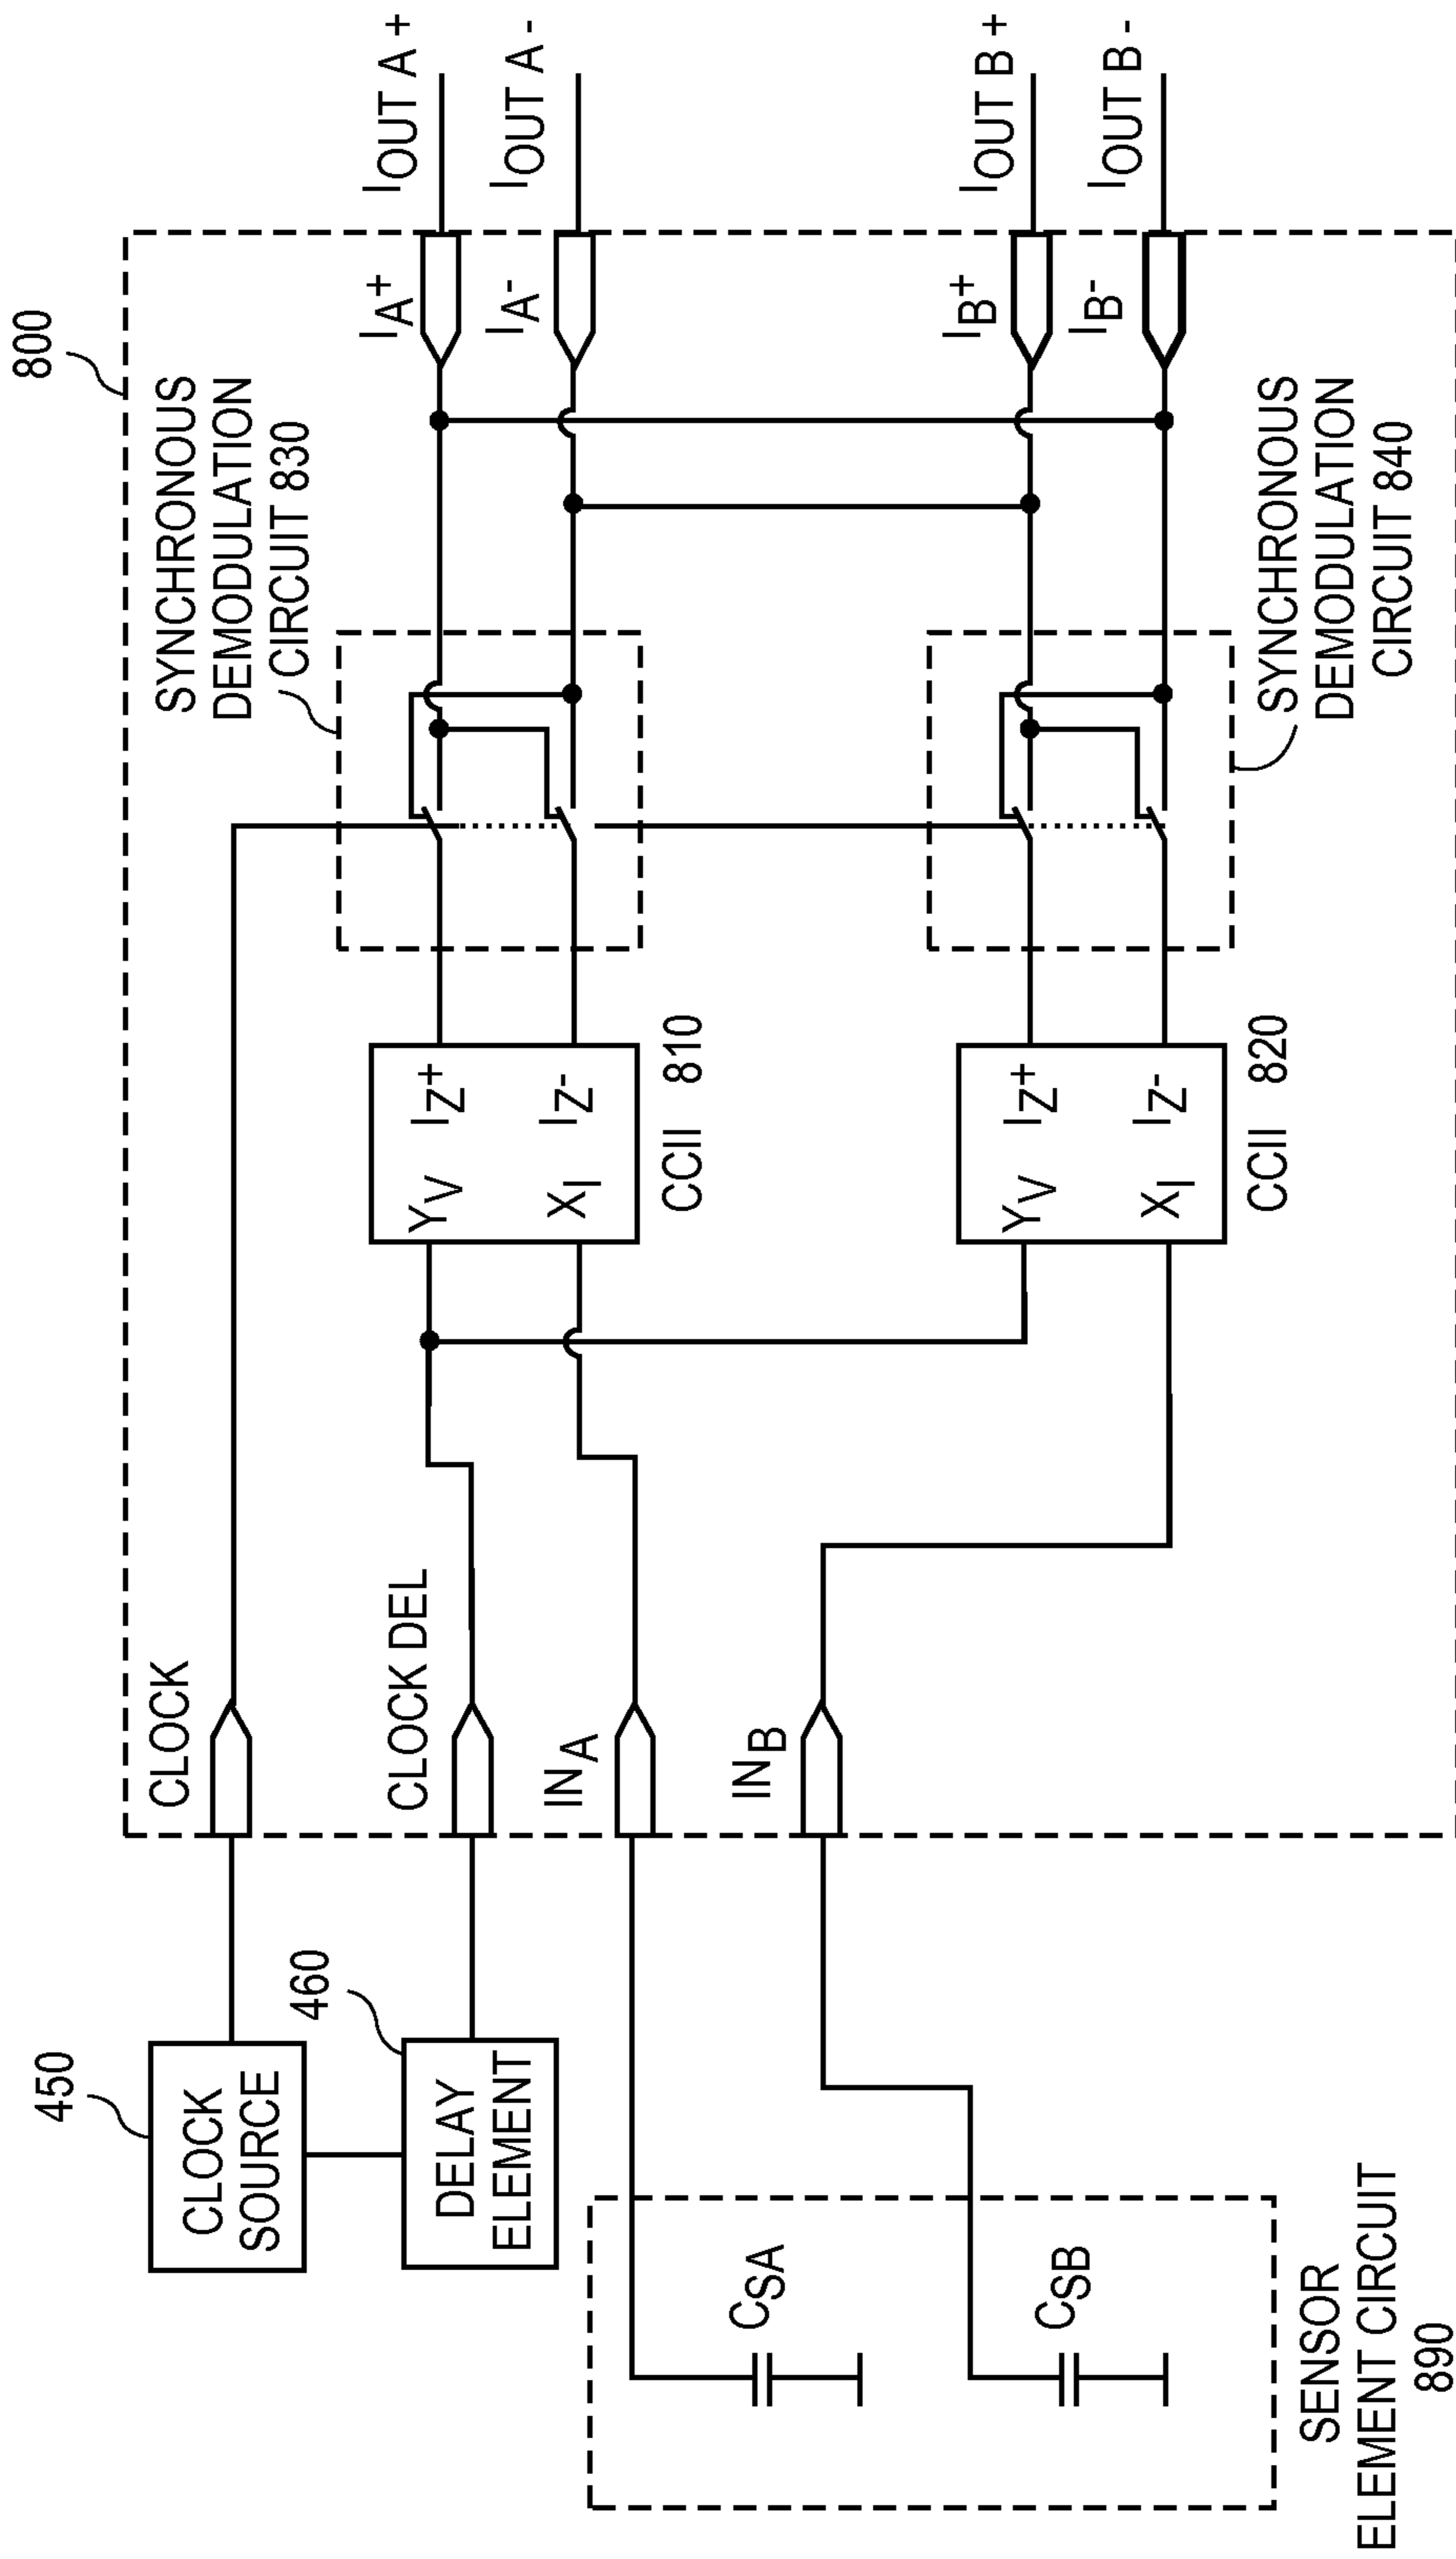 800
SYNCHRONOUS
DEMODULATION
CIRCUIT 830
CLOCK
I_A+
I_OUT A +
I_A-
I_OUT A -
I_B+
I_OUT B +
I_B-
I_OUT B -
450
CLOCK
SOURCE
460
DELAY
ELEMENT
CLOCK DEL
IN_A
IN_B
Y_V I_Z+
X_I I_Z-
CCII 810
Y_V I_Z+
X_I I_Z-
CCII 820
SYNCHRONOUS
DEMODULATION
CIRCUIT 840
C_SA
C_SB
SENSOR
ELEMENT CIRCUIT
890